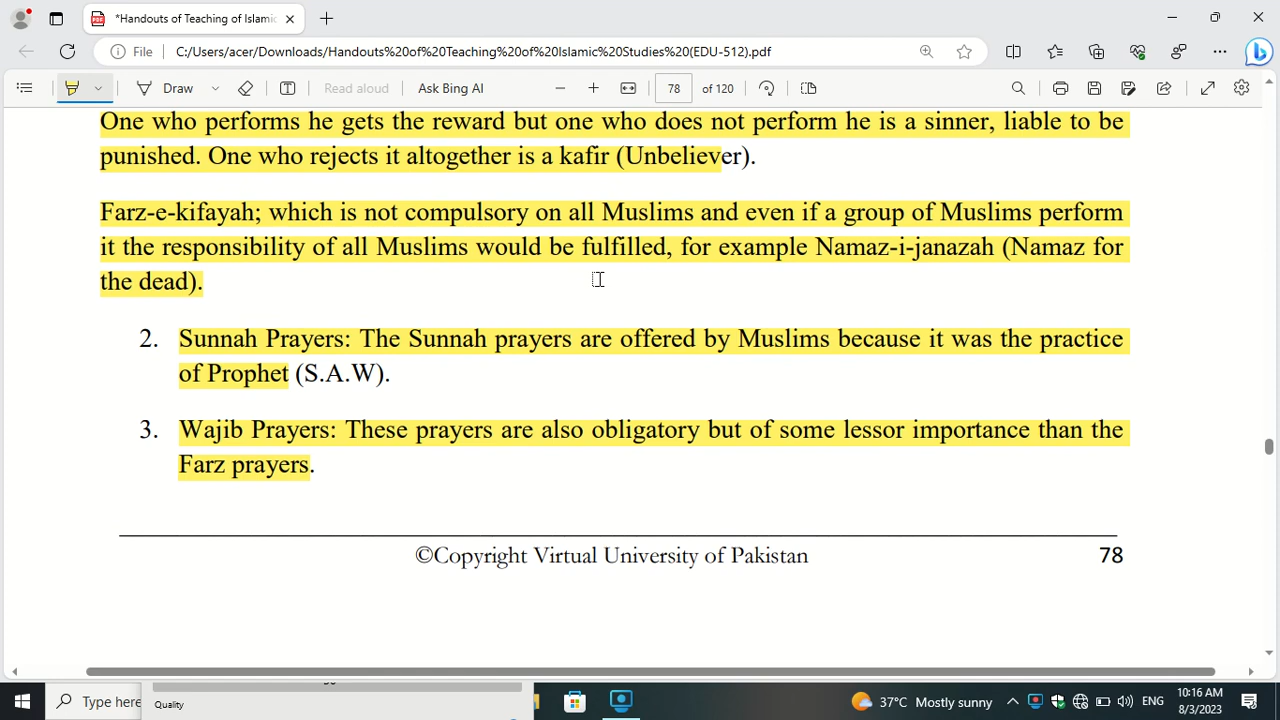 *Handouts of Teaching of Islamic
File
C:/Users/acer/Downloads/Handouts%20of%20Teaching%20of%20Islamic%20Studies%20(EDU-512).pdf
Draw
Read aloud
Ask Bing AI
78
of 120
One who performs he gets the reward but one who does not perform he is a sinner, liable to be
punished. One who rejects it altogether is a kafir (Unbeliever).
Farz-e-kifayah; which is not compulsory on all Muslims and even if a group of Muslims perform
it the responsibility of all Muslims would be fulfilled, for example Namaz-i-janazah (Namaz for
the dead).
2. Sunnah Prayers: The Sunnah prayers are offered by Muslims because it was the practice
of Prophet (S.A.W).
3. Wajib Prayers: These prayers are also obligatory but of some lessor importance than the
Farz prayers.
©Copyright Virtual University of Pakistan
78
Type here
Quality
37°C Mostly sunny
ENG
10:16 AM
8/3/2023